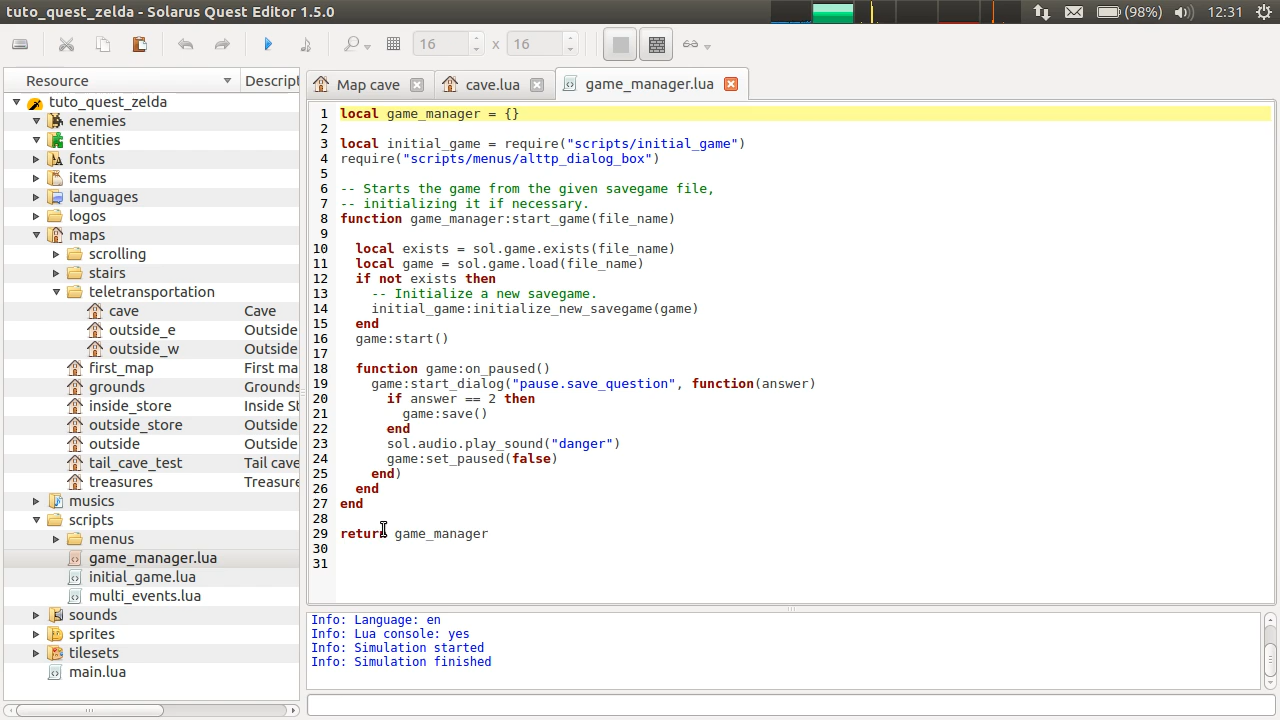 tuto_quest_zelda - Solarus Quest Editor 1.5.0
(98%)
12:31
16 x 16
Resource
Descript
tuto_quest_zelda
enemies
entities
fonts
items
languages
logos
maps
scrolling
stairs
teletransportation
cave Cave
outside_e Outside
outside_w Outside
first_map First ma
grounds Grounds
inside_store Inside St
outside_store Outside
outside Outside
tail_cave_test Tail cave
treasures Treasure
musics
scripts
menus
game_manager.lua
initial_game.lua
multi_events.lua
sounds
sprites
tilesets
main.lua
Map cave
cave.lua
game_manager.lua
1 local game_manager = {}
2
3 local initial_game = require("scripts/initial_game")
4 require("scripts/menus/alttp_dialog_box")
5
6 -- Starts the game from the given savegame file,
7 -- initializing it if necessary.
8 function game_manager:start_game(file_name)
9
10 local exists = sol.game.exists(file_name)
11 local game = sol.game.load(file_name)
12 if not exists then
13 -- Initialize a new savegame.
14 initial_game:initialize_new_savegame(game)
15 end
16 game:start()
17
18 function game:on_paused()
19 game:start_dialog("pause.save_question", function(answer)
20 if answer == 2 then
21 game:save()
22 end
23 sol.audio.play_sound("danger")
24 game:set_paused(false)
25 end)
26 end
27 end
28
29 return game_manager
30
31
Info: Language: en
Info: Lua console: yes
Info: Simulation started
Info: Simulation finished